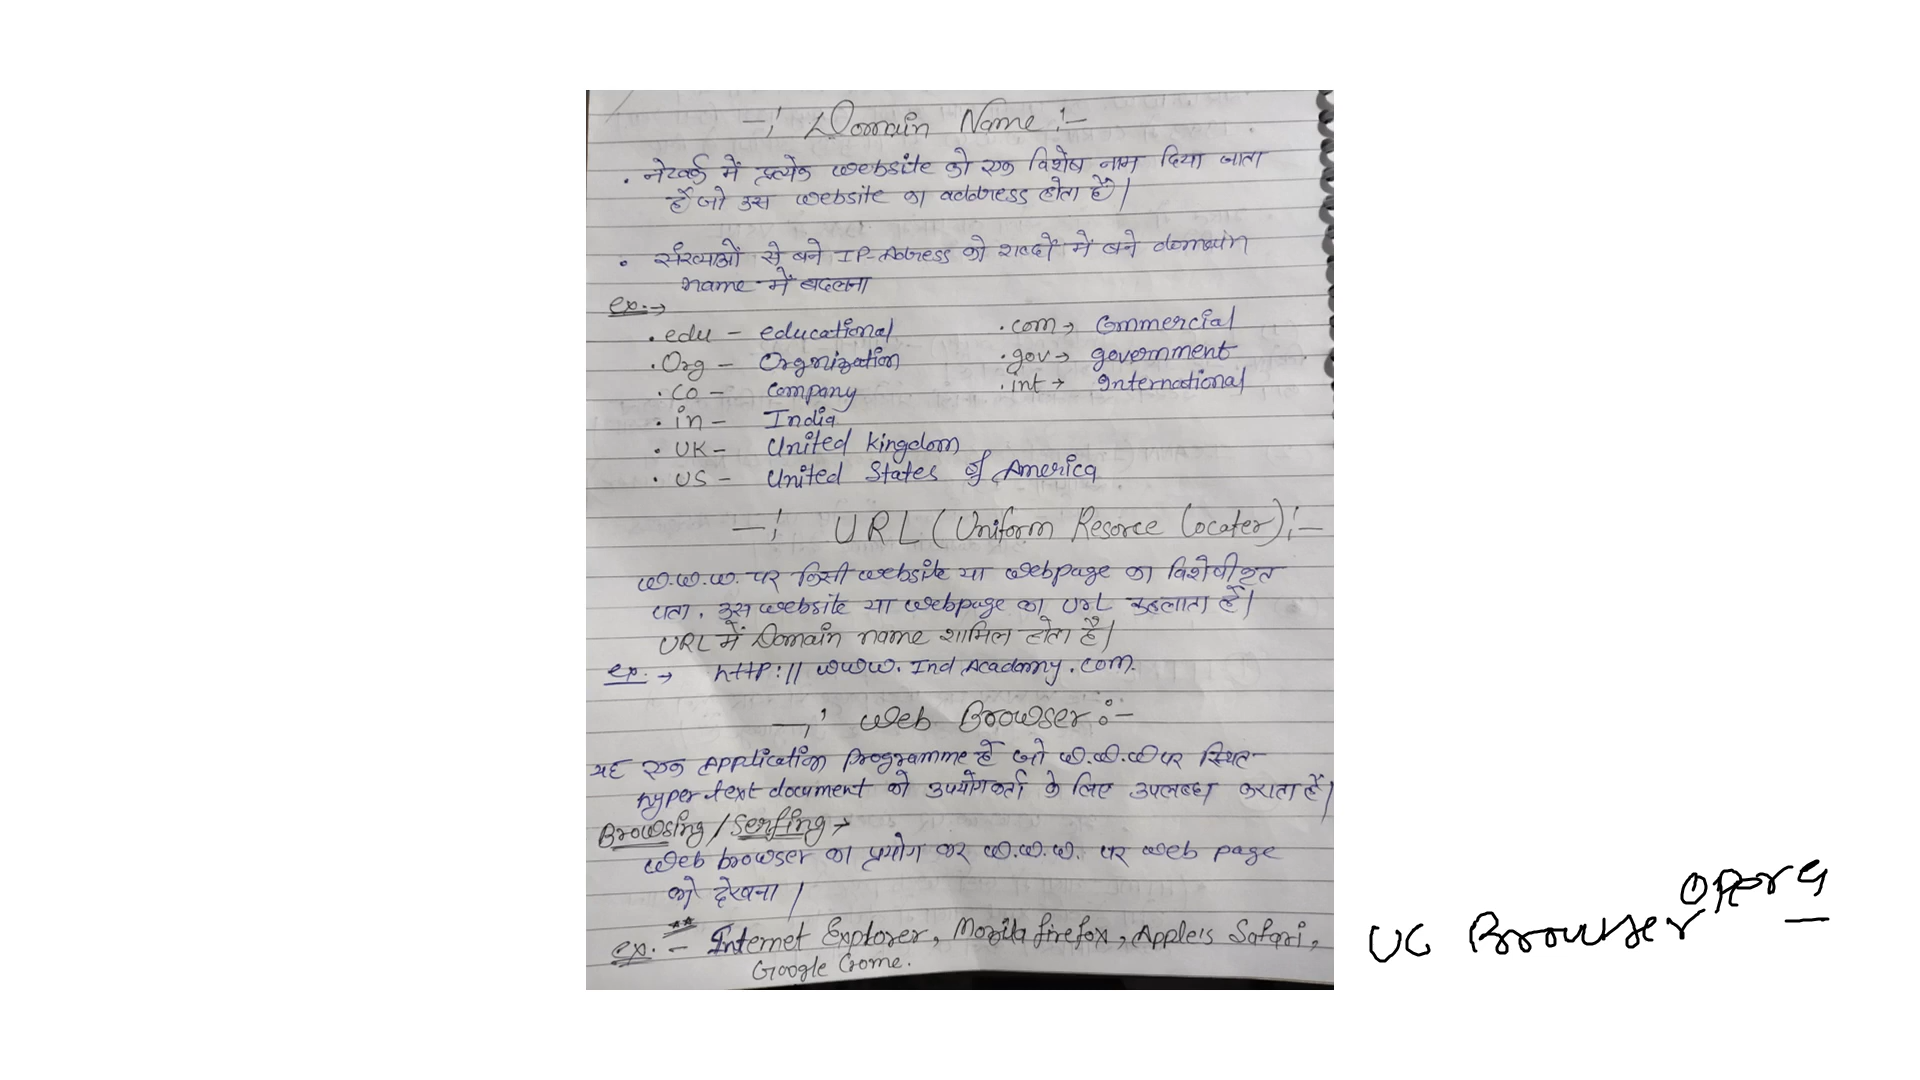 -: Domain Name :-
• नेटवर्क में प्रत्येक website को एक विशेष नाम दिया जाता
है जो उस website का address होता है|
• संख्याओं से बने IP-Adress को शब्दों में बने domain
name में बदलना
ex:→
.edu - educational .com → Commercial
.Org - Orgnization .gov → government
.co - Company .int → International
.in - India
.UK - United Kingdom
.US - United States of America
-: URL (Uniform Resorce Locater) :-
W.W.W. पर किसी website या webpage का विशेषीकृत
पता, उस website या webpage का URL कहलाता है|
URL में Domain name शामिल होता है|
ex. → http:// www.Ind Academy.com.
-: Web Browser :-
यह एक Application Programme है जो W.W.W पर स्थित
hyper text document को उपयोगकर्ता के लिए उपलब्ध कराता है|
Browsing / Serfing →
Web browser का प्रयोग कर W.W.W. पर web page
को देखना |
ex. - Internet Explorer, Mozila firefox, Apple's Safari,
Google Crome.
Opera
UC Browser